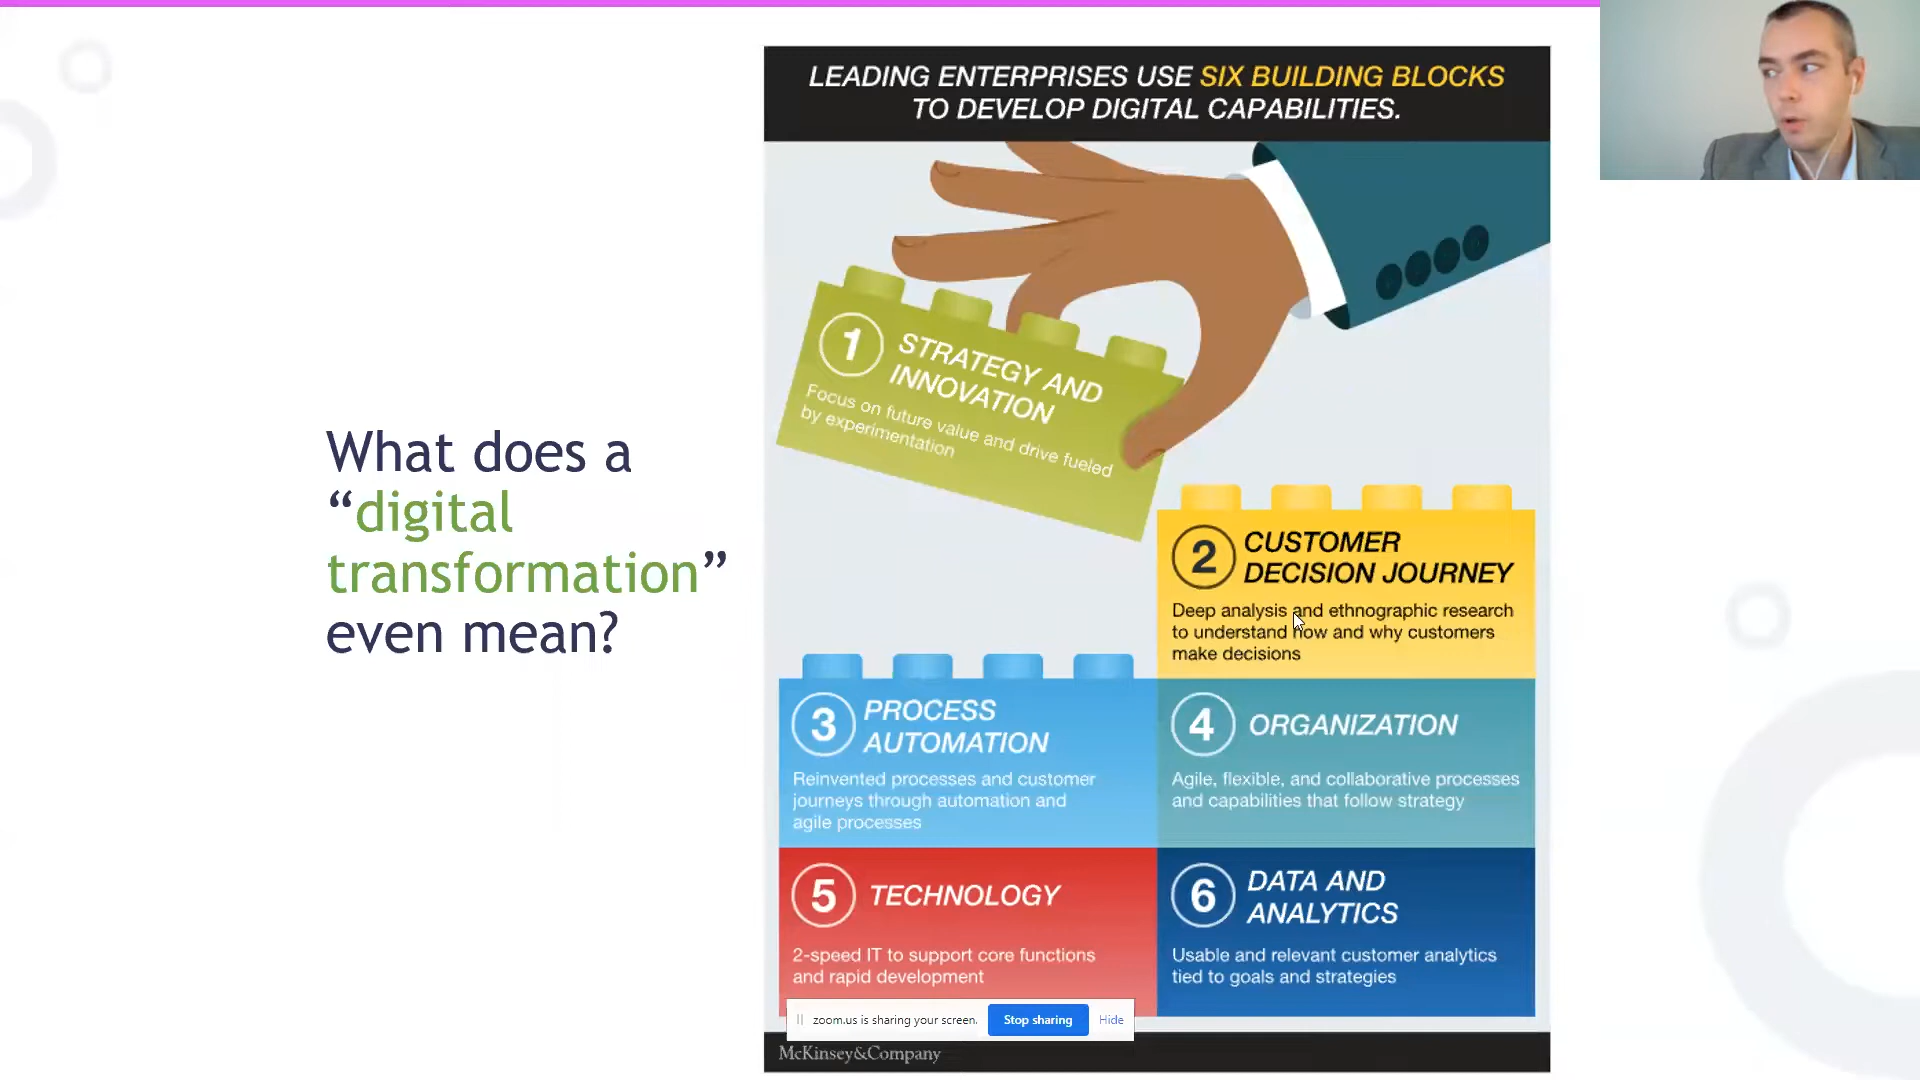 What does a
“digital
transformation”
even mean?
LEADING ENTERPRISES USE SIX BUILDING BLOCKS
TO DEVELOP DIGITAL CAPABILITIES.
1 STRATEGY AND
INNOVATION
Focus on future value and drive fueled
by experimentation
2 CUSTOMER
DECISION JOURNEY
Deep analysis and ethnographic research
to understand how and why customers
make decisions
3 PROCESS
AUTOMATION
Reinvented processes and customer
journeys through automation and
agile processes
4 ORGANIZATION
Agile, flexible, and collaborative processes
and capabilities that follow strategy
5 TECHNOLOGY
2-speed IT to support core functions
and rapid development
6 DATA AND
ANALYTICS
Usable and relevant customer analytics
tied to goals and strategies
zoom.us is sharing your screen. Stop sharing Hide
McKinsey&Company